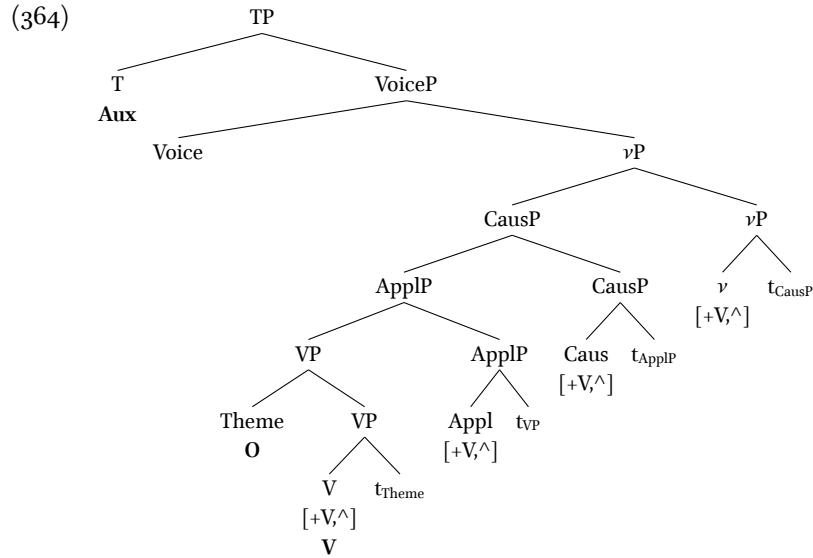 (364) TP
T VoiceP
Aux
Voice νP
CausP νP
ApplP CausP ν t_CausP
[+V,^]
VP ApplP Caus t_ApplP
[+V,^]
Theme VP Appl t_VP
O [+V,^]
V t_Theme
[+V,^]
V